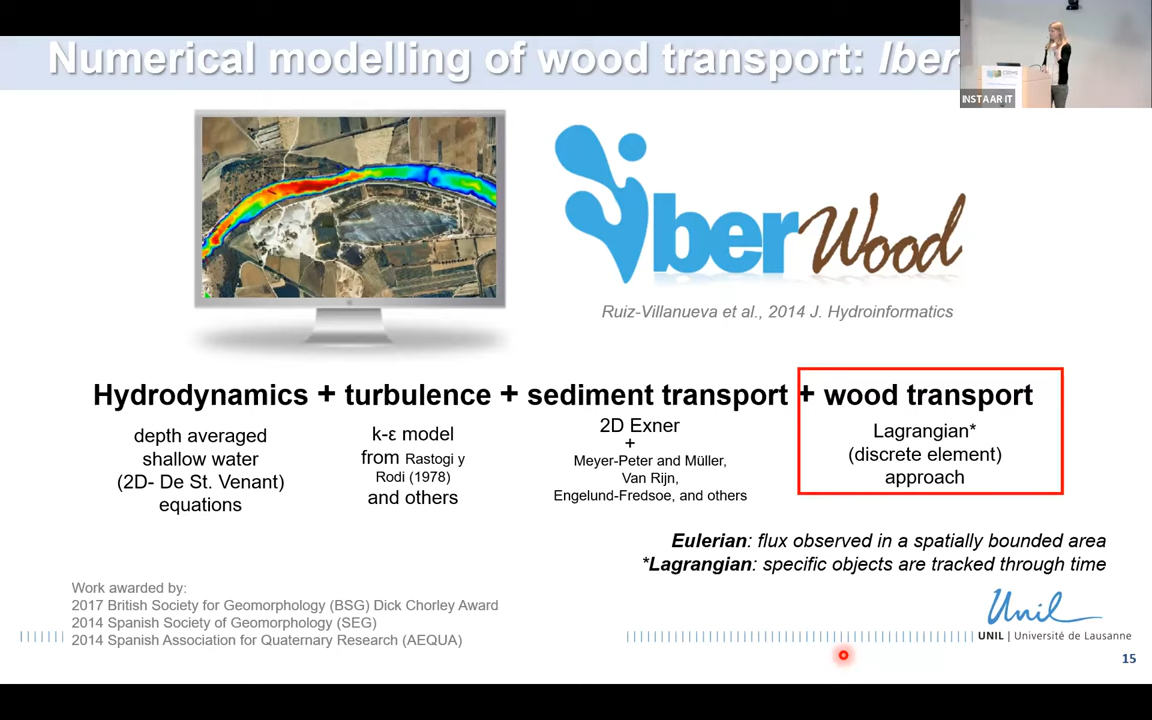 Numerical modelling of wood transport: Iber
INSTAAR IT
iber Wood
Ruiz-Villanueva et al., 2014 J. Hydroinformatics
Hydrodynamics + turbulence + sediment transport + wood transport
depth averaged
shallow water
(2D- De St. Venant)
equations
k-ε model
from Rastogi y
Rodi (1978)
and others
2D Exner
+
Meyer-Peter and Müller,
Van Rijn,
Engelund-Fredsoe, and others
Lagrangian*
(discrete element)
approach
Eulerian: flux observed in a spatially bounded area
*Lagrangian: specific objects are tracked through time
Work awarded by:
2017 British Society for Geomorphology (BSG) Dick Chorley Award
2014 Spanish Society of Geomorphology (SEG)
2014 Spanish Association for Quaternary Research (AEQUA)
Unil
UNIL | Université de Lausanne
15